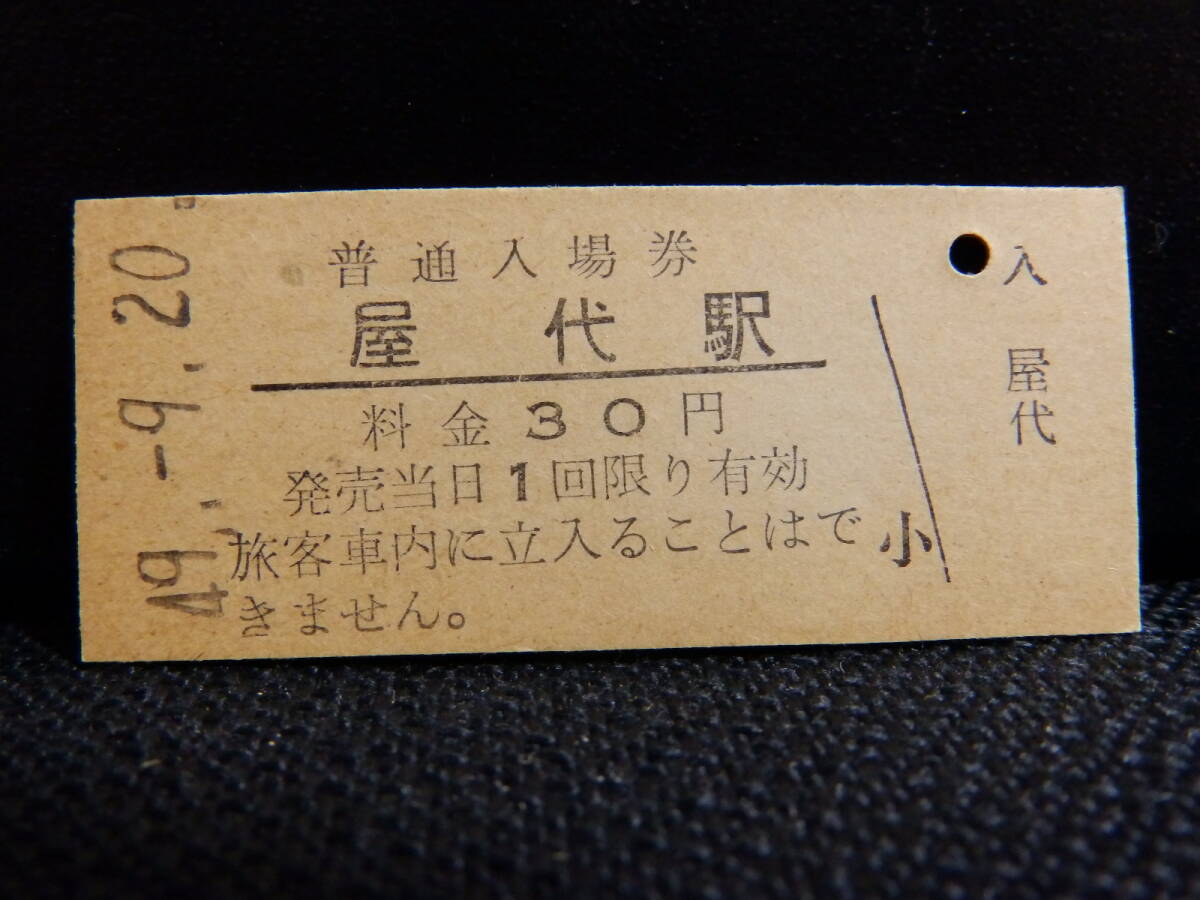 49.-9.20
普通入場券
屋代駅
料金30円
発売当日1回限り有効
旅客車内に立入ることはで
きません。
小
入
屋代